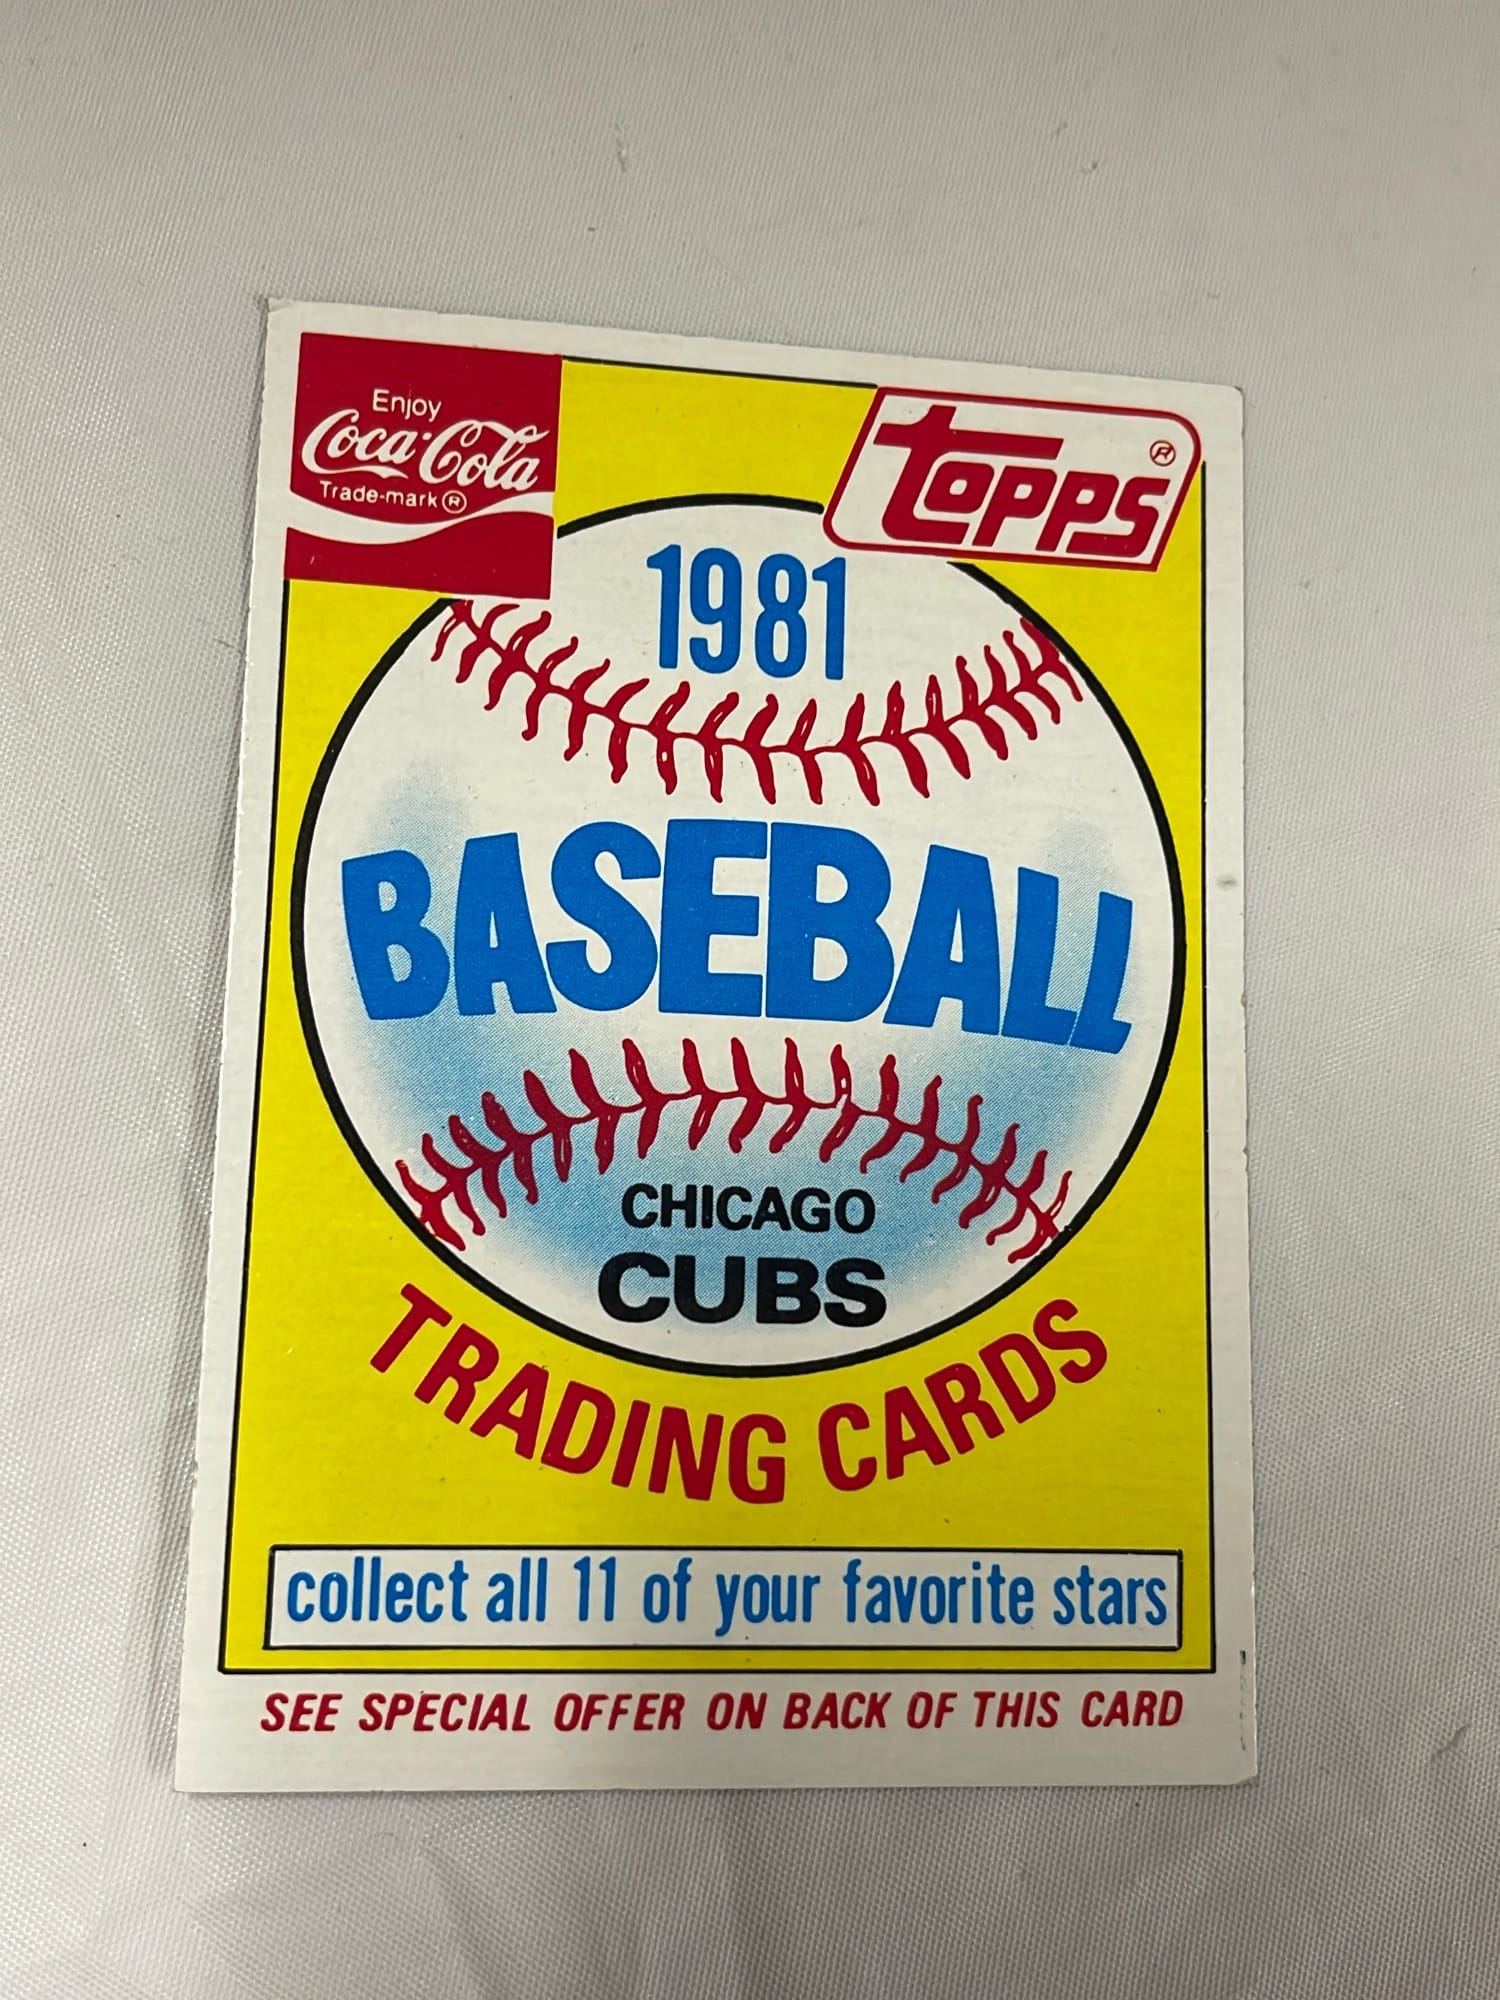 Enjoy
Coca-Cola
Trade-mark®
TOPPS®
1981
BASEBALL
CHICAGO
CUBS
TRADING CARDS
collect all 11 of your favorite stars
SEE SPECIAL OFFER ON BACK OF THIS CARD